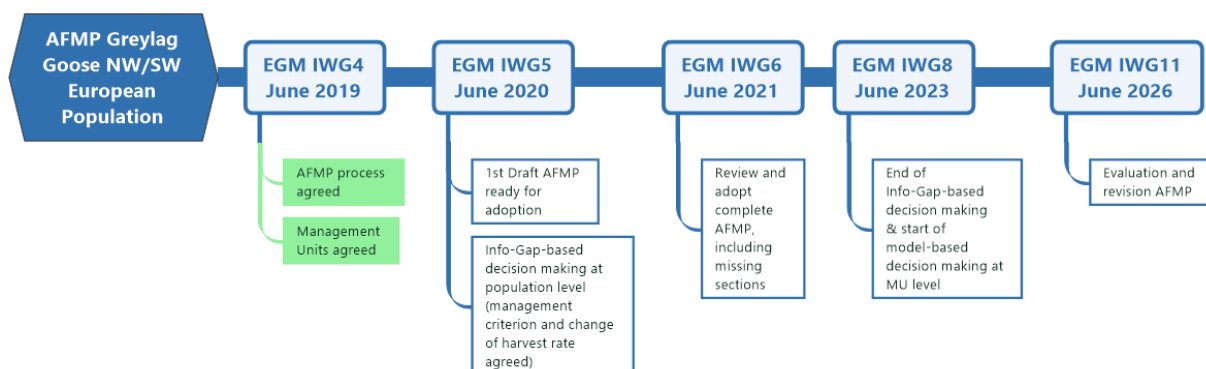 AFMP Greylag
Goose NW/SW
European
Population
EGM IWG4
June 2019
AFMP process
agreed
Management
Units agreed
EGM IWG5
June 2020
1st Draft AFMP
ready for
adoption
Info-Gap-based
decision making at
population level
(management
criterion and change
of harvest rate
agreed)
EGM IWG6
June 2021
Review and
adopt
complete
AFMP,
including
missing
sections
EGM IWG8
June 2023
End of
Info-Gap-based
decision making
& start of
model-based
decision making at
MU level
EGM IWG11
June 2026
Evaluation and
revision AFMP